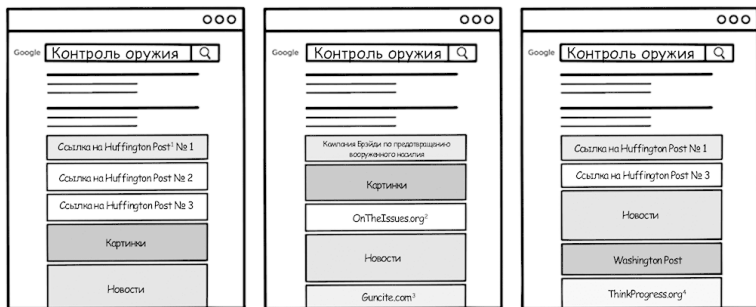 Google Контроль оружия
Ссылка на Huffington Post¹ № 1
Ссылка на Huffington Post № 2
Ссылка на Huffington Post № 3
Картинки
Новости
Google Контроль оружия
Кампания Брэйди по предотвращению
вооруженного насилия
Картинки
OnTheIssues.org²
Новости
Guncite.com³
Google Контроль оружия
Ссылка на Huffington Post № 1
Ссылка на Huffington Post № 3
Новости
Washington Post
ThinkProgress.org⁴